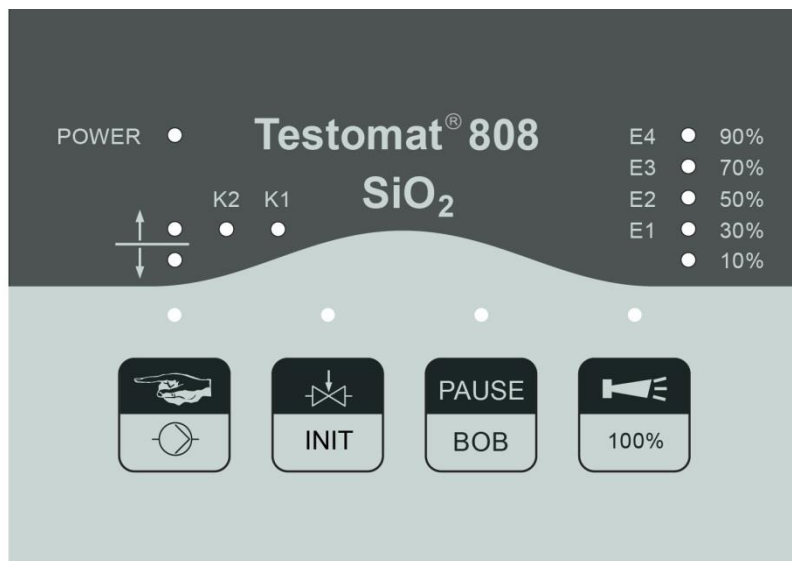 POWER
Testomat® 808
SiO₂
K2 K1
E4 90%
E3 70%
E2 50%
E1 30%
10%
INIT
PAUSE
BOB
100%